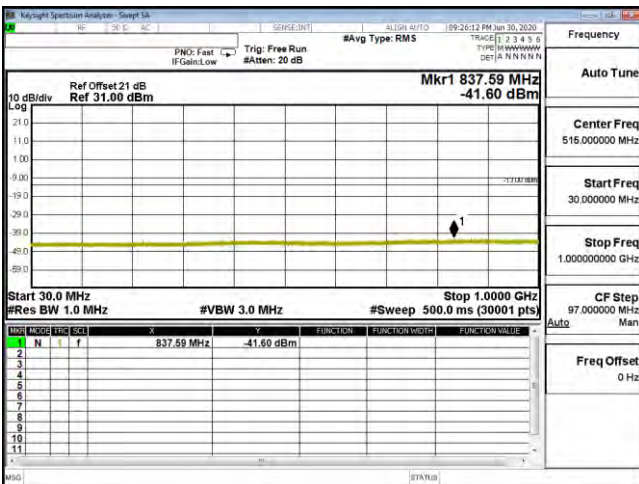 Keysight Spectrum Analyzer - Swept SA
RF 50 Ω AC SENSE:INT ALIGN AUTO 09:26:12 PM Jun 30, 2020
#Avg Type: RMS TRACE 1 2 3 4 5 6
PNO: Fast Trig: Free Run TYPE M WWWWW
IFGain:Low #Atten: 20 dB DET A N N N N N
Ref Offset 21 dB Mkr1 837.59 MHz
10 dB/div Ref 31.00 dBm -41.60 dBm
Log
21.0
11.0
1.00
-9.00
-13.00 dBm
-19.0
-29.0
-39.0
1
-49.0
-59.0
Start 30.0 MHz Stop 1.0000 GHz
#Res BW 1.0 MHz #VBW 3.0 MHz #Sweep 500.0 ms (30001 pts)
MKR MODE TRC SCL X Y FUNCTION FUNCTION WIDTH FUNCTION VALUE
1 N 1 f 837.59 MHz -41.60 dBm
2
3
4
5
6
7
8
9
10
11
MSG STATUS
Frequency
Auto Tune
Center Freq
515.000000 MHz
Start Freq
30.000000 MHz
Stop Freq
1.000000000 GHz
CF Step
97.000000 MHz
Auto Man
Freq Offset
0 Hz